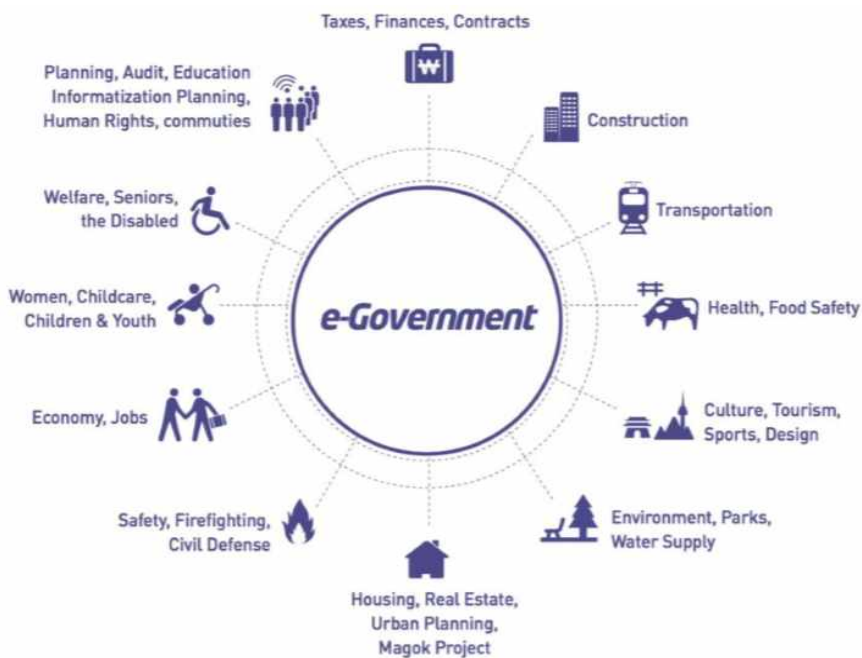 Taxes, Finances, Contracts
₩
Planning, Audit, Education
Informatization Planning,
Human Rights, commuties
Construction
Welfare, Seniors,
the Disabled
Transportation
Women, Childcare,
Children & Youth
e-Government
Health, Food Safety
Economy, Jobs
Culture, Tourism,
Sports, Design
Safety, Firefighting,
Civil Defense
Environment, Parks,
Water Supply
Housing, Real Estate,
Urban Planning,
Magok Project